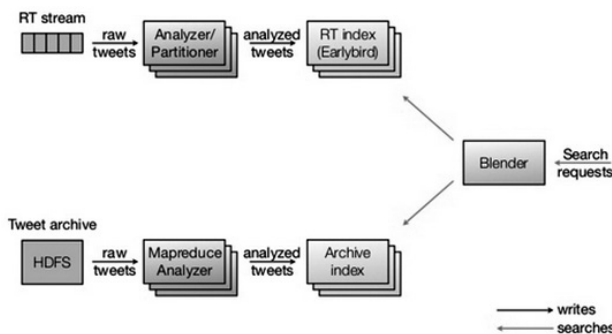 RT stream
raw
tweets
Analyzer/
Partitioner
analyzed
tweets
RT index
(Earlybird)
Blender
Search
requests
Tweet archive
HDFS
raw
tweets
Mapreduce
Analyzer
analyzed
tweets
Archive
index
writes
searches